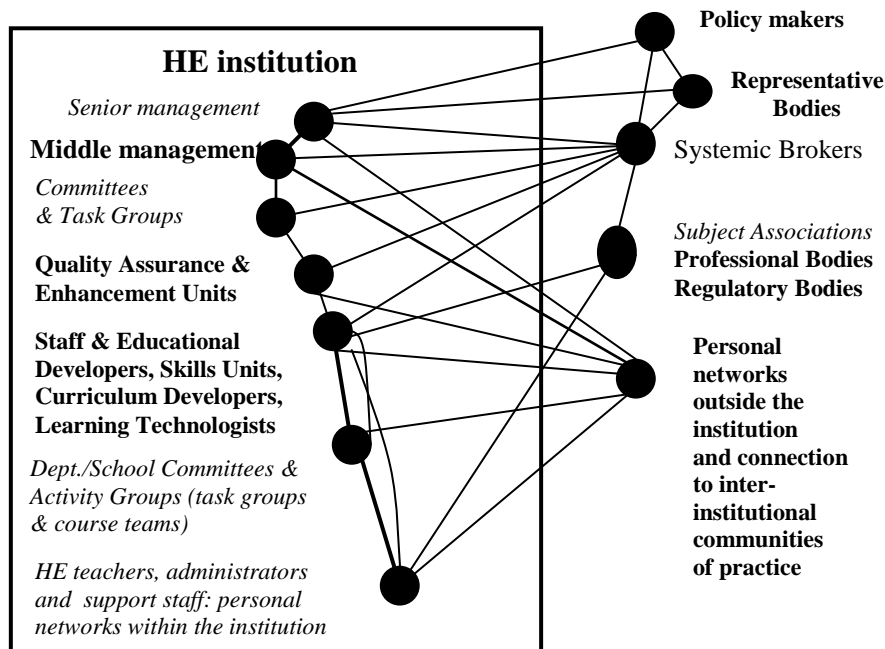 HE institution
Senior management
Middle management
Committees
& Task Groups
Quality Assurance &
Enhancement Units
Staff & Educational
Developers, Skills Units,
Curriculum Developers,
Learning Technologists
Dept./School Committees &
Activity Groups (task groups
& course teams)
HE teachers, administrators
and support staff: personal
networks within the institution
Policy makers
Representative
Bodies
Systemic Brokers
Subject Associations
Professional Bodies
Regulatory Bodies
Personal
networks
outside the
institution
and connection
to inter-
institutional
communities
of practice